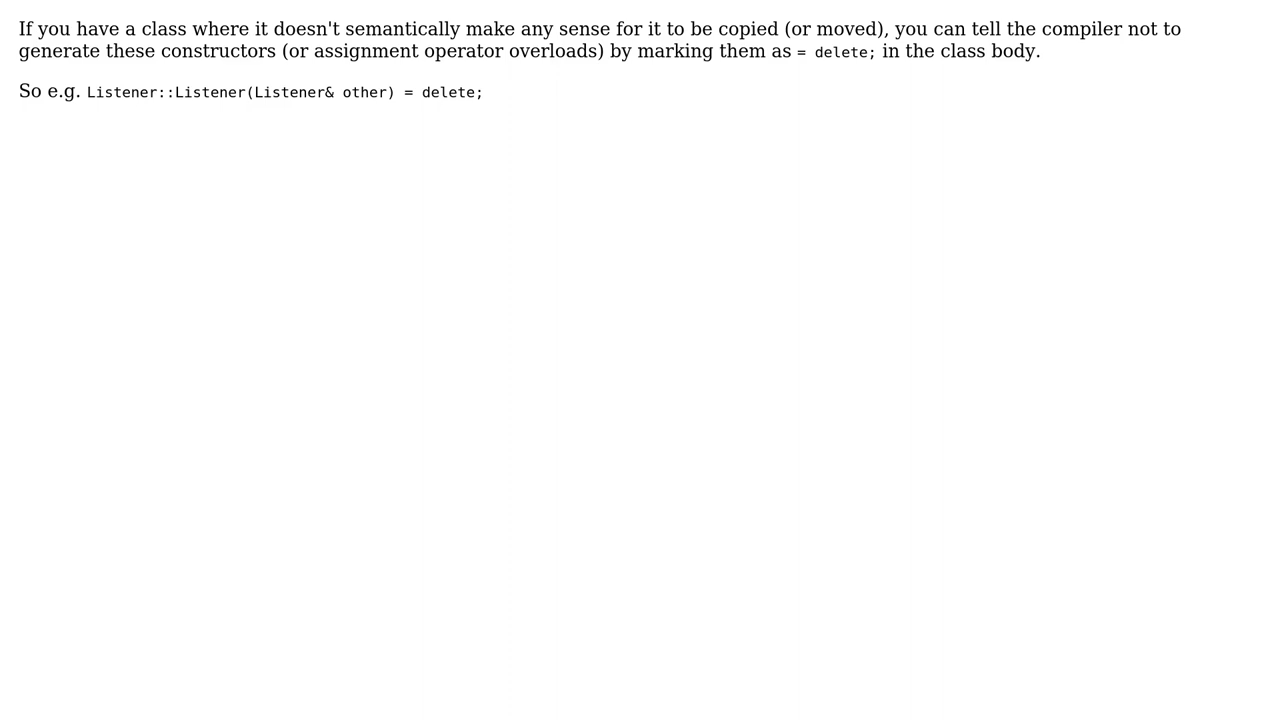 If you have a class where it doesn't semantically make any sense for it to be copied (or moved), you can tell the compiler not to
generate these constructors (or assignment operator overloads) by marking them as = delete; in the class body.
So e.g. Listener::Listener(Listener& other) = delete;